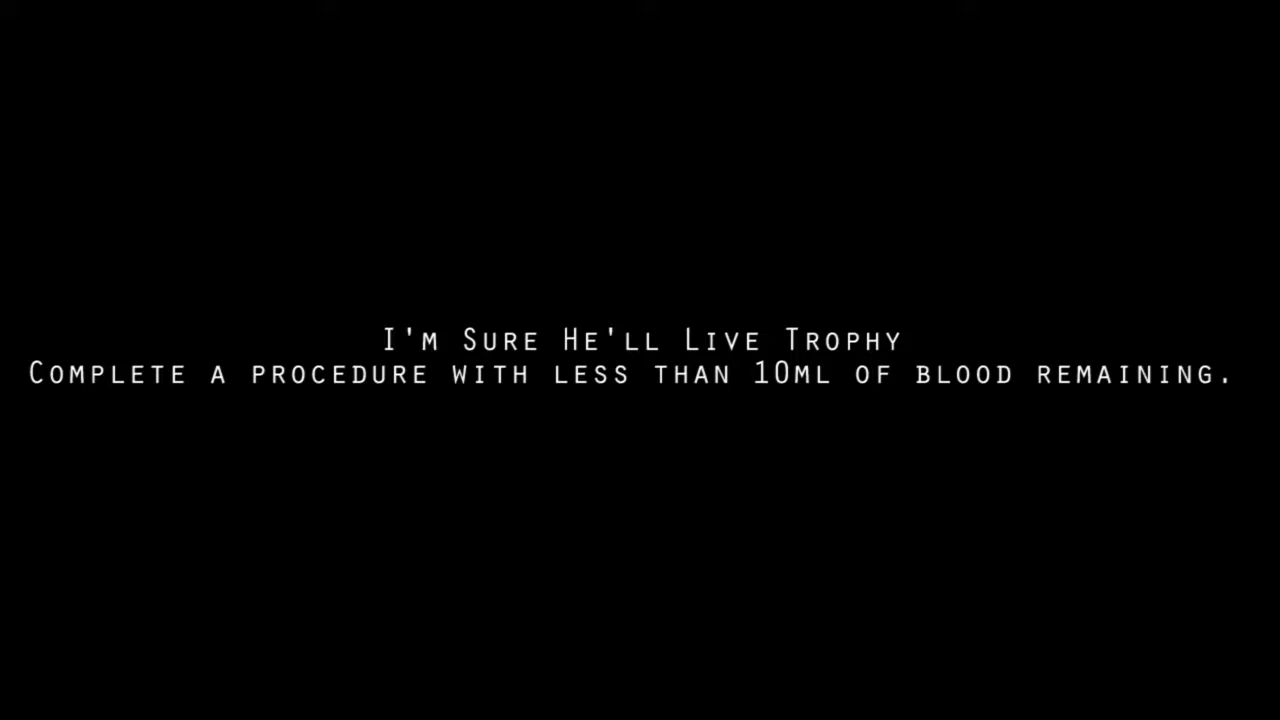 I'm Sure He'll Live Trophy
Complete a procedure with less than 10ml of blood remaining.